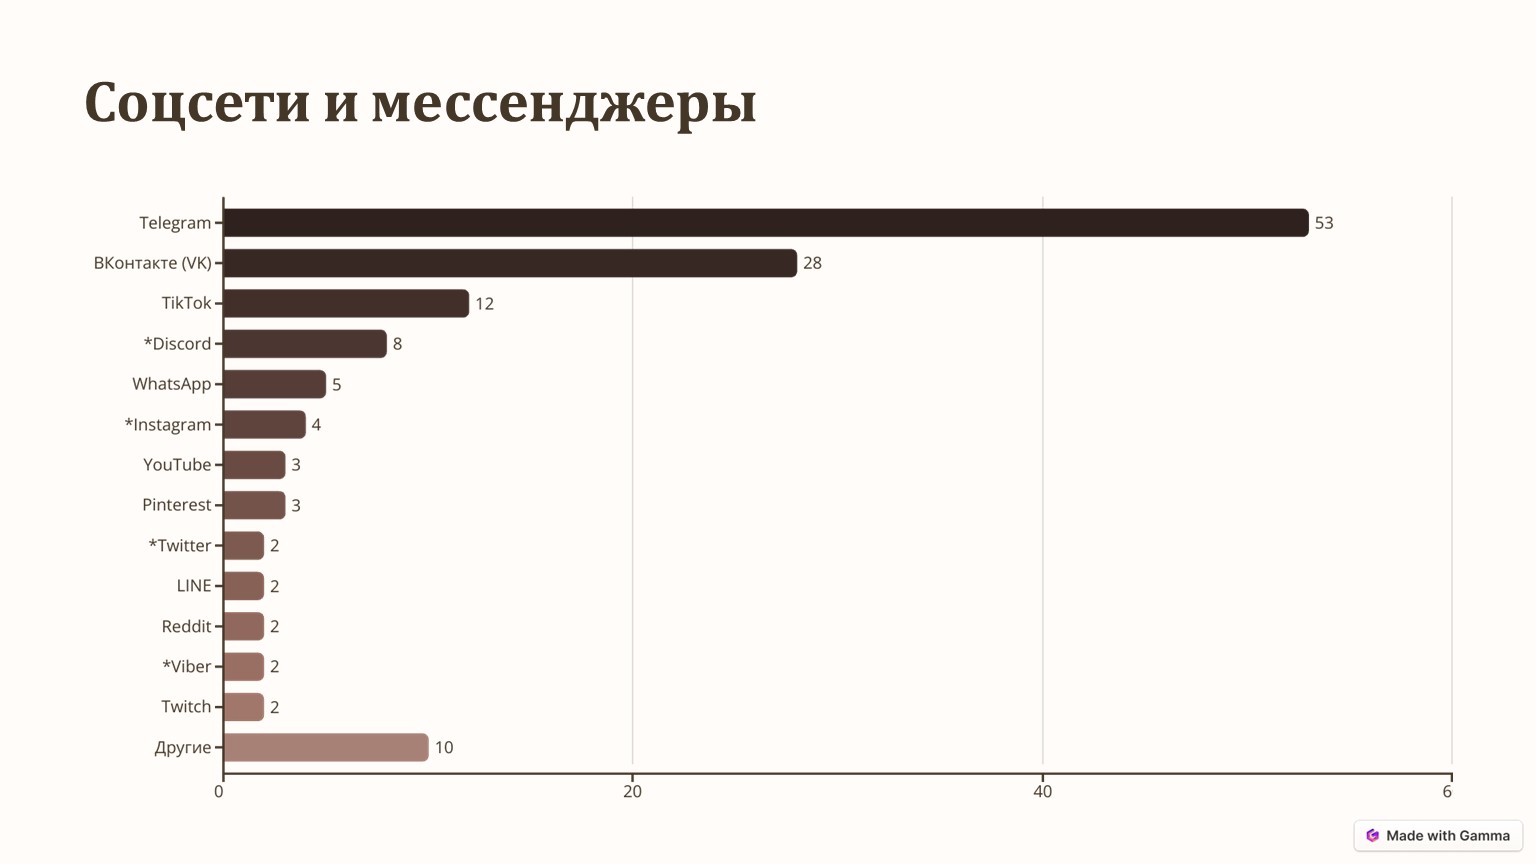 Соцсети и мессенджеры
Telegram 53
ВКонтакте (VK) 28
TikTok 12
*Discord 8
WhatsApp 5
*Instagram 4
YouTube 3
Pinterest 3
*Twitter 2
LINE 2
Reddit 2
*Viber 2
Twitch 2
Другие 10
0 20 40 6
Made with Gamma